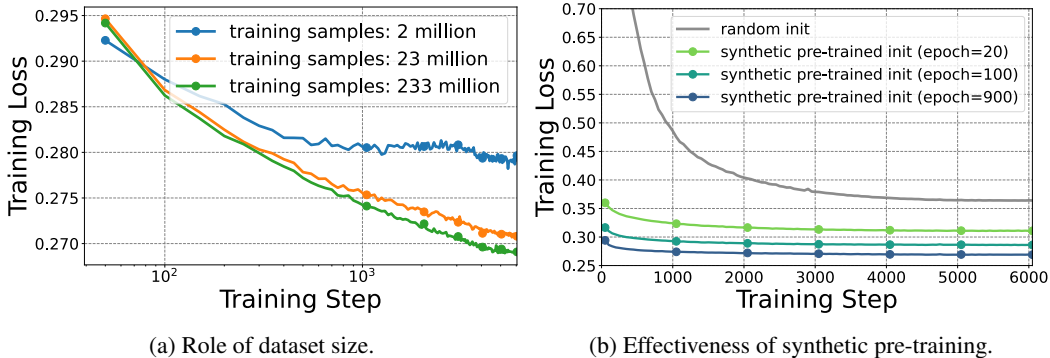 0.295
0.290
0.285
0.280
0.275
0.270
Training Loss
training samples: 2 million
training samples: 23 million
training samples: 233 million
10²
10³
Training Step
(a) Role of dataset size.
0.70
0.65
0.60
0.55
0.50
0.45
0.40
0.35
0.30
0.25
Training Loss
random init
synthetic pre-trained init (epoch=20)
synthetic pre-trained init (epoch=100)
synthetic pre-trained init (epoch=900)
0 1000 2000 3000 4000 5000 6000
Training Step
(b) Effectiveness of synthetic pre-training.